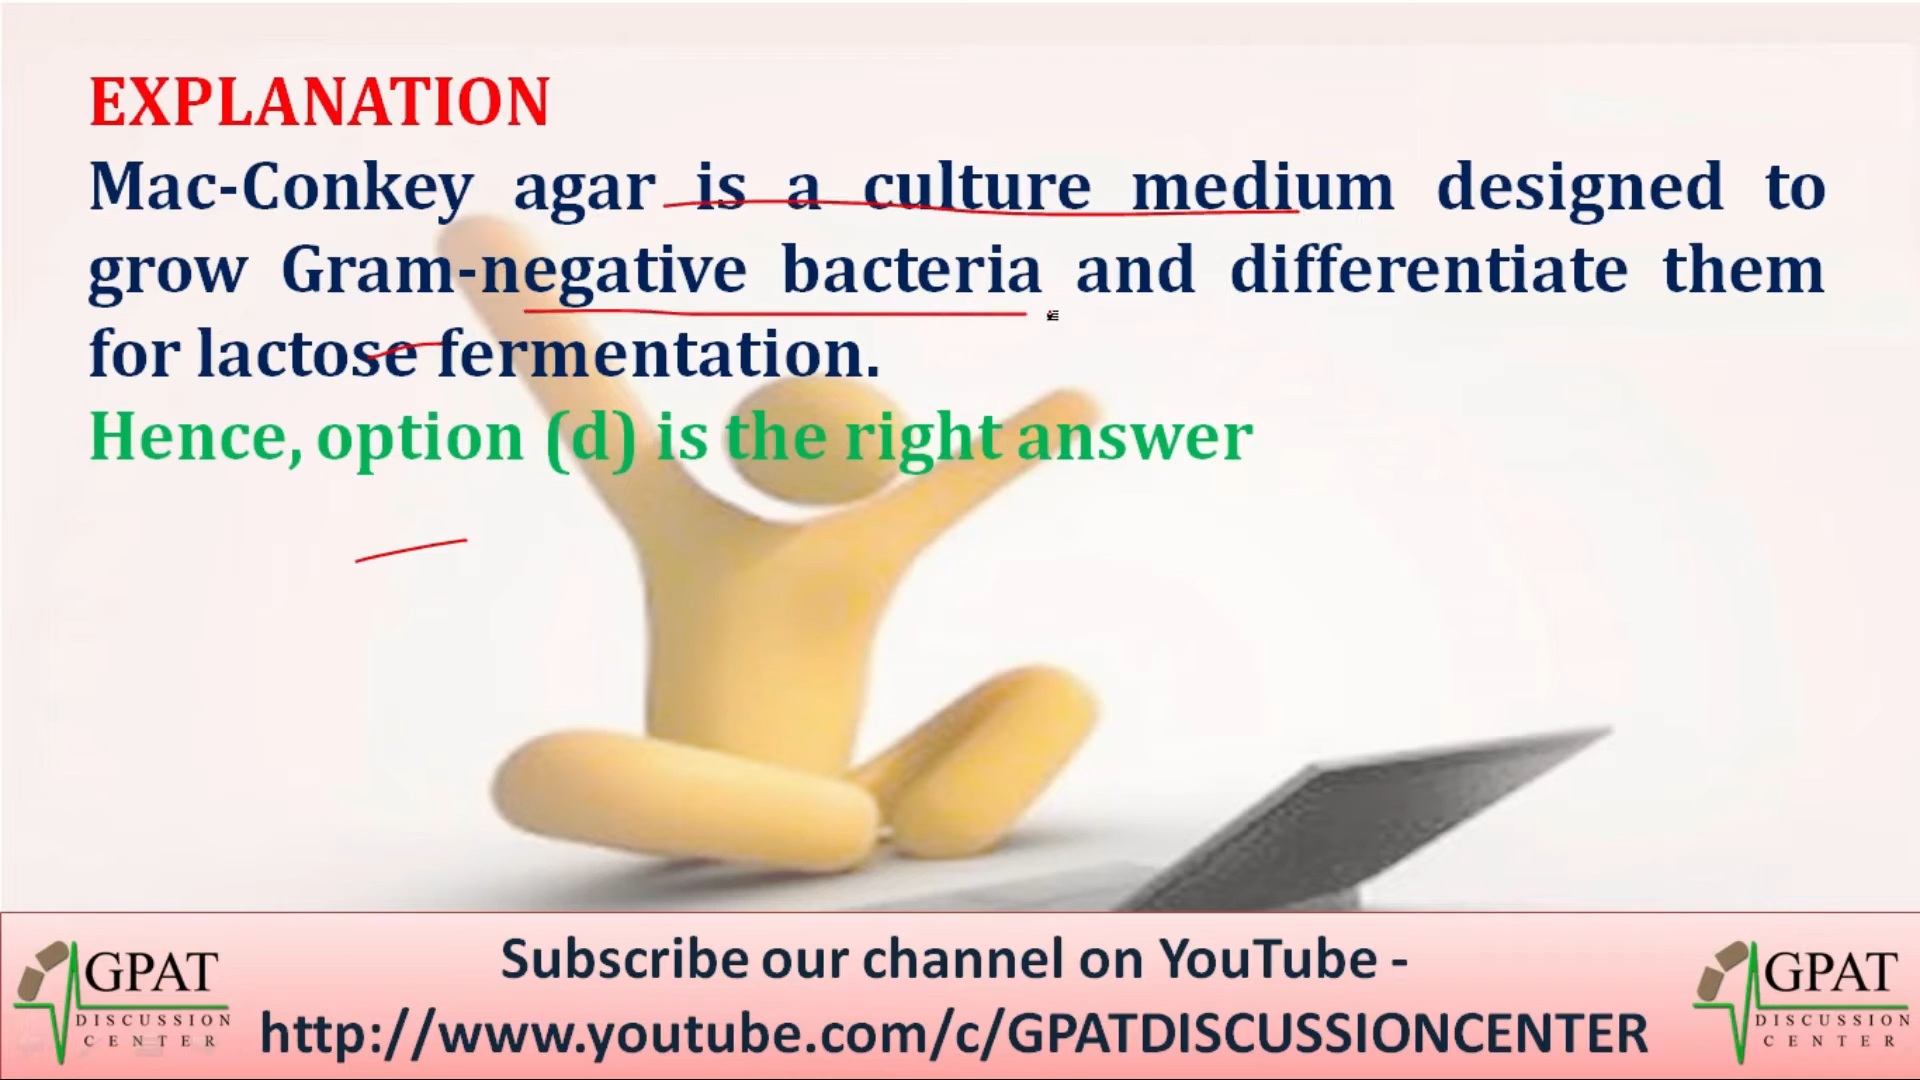 EXPLANATION
Mac-Conkey agar is a culture medium designed to
grow Gram-negative bacteria and differentiate them
for lactose fermentation.
Hence, option (d) is the right answer
GPAT
DISCUSSION
CENTER
Subscribe our channel on YouTube -
http://www.youtube.com/c/GPATDISCUSSIONCENTER
GPAT
DISCUSSION
CENTER